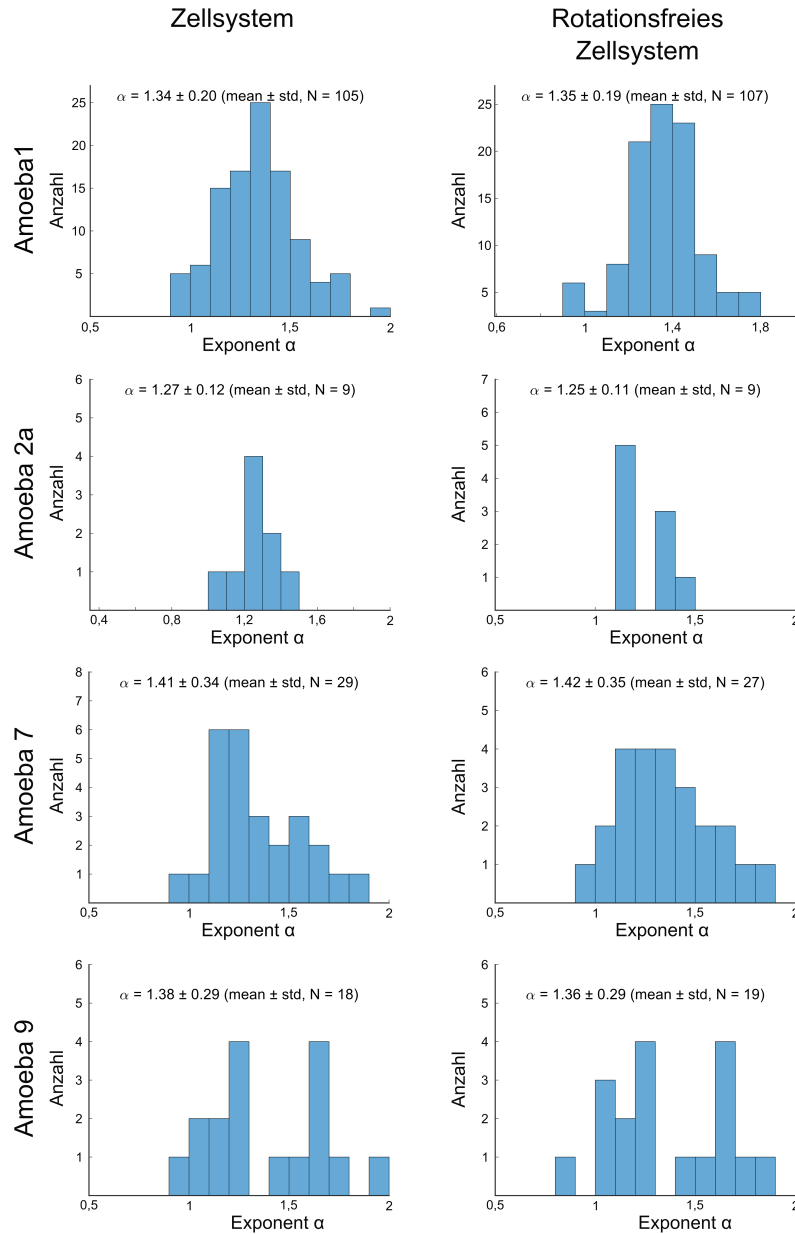 Zellsystem
Rotationsfreies
Zellsystem
Amoeba1
α = 1.34 ± 0.20 (mean ± std, N = 105)
Anzahl
25
20
15
10
5
0,5
1
1,5
2
Exponent α
α = 1.35 ± 0.19 (mean ± std, N = 107)
Anzahl
25
20
15
10
5
0,6
1
1,4
1,8
Exponent α
Amoeba 2a
α = 1.27 ± 0.12 (mean ± std, N = 9)
Anzahl
6
5
4
3
2
1
0,4
0,8
1,2
1,6
2
Exponent α
α = 1.25 ± 0.11 (mean ± std, N = 9)
Anzahl
7
6
5
4
3
2
1
0,5
1
1,5
2
Exponent α
Amoeba 7
α = 1.41 ± 0.34 (mean ± std, N = 29)
Anzahl
8
7
6
5
4
3
2
1
0,5
1
1,5
2
Exponent α
α = 1.42 ± 0.35 (mean ± std, N = 27)
Anzahl
6
5
4
3
2
1
0,5
1
1,5
2
Exponent α
Amoeba 9
α = 1.38 ± 0.29 (mean ± std, N = 18)
Anzahl
6
5
4
3
2
1
0,5
1
1,5
2
Exponent α
α = 1.36 ± 0.29 (mean ± std, N = 19)
Anzahl
6
5
4
3
2
1
0,5
1
1,5
2
Exponent α